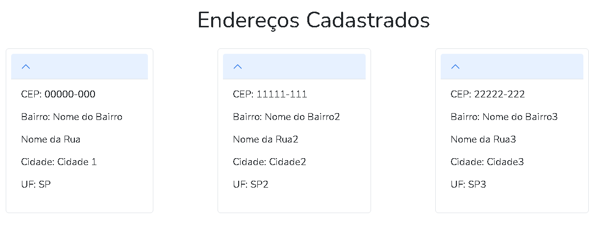 Endereços Cadastrados
CEP: 00000-000
Bairro: Nome do Bairro
Nome da Rua
Cidade: Cidade 1
UF: SP
CEP: 11111-111
Bairro: Nome do Bairro2
Nome da Rua2
Cidade: Cidade2
UF: SP2
CEP: 22222-222
Bairro: Nome do Bairro3
Nome da Rua3
Cidade: Cidade3
UF: SP3